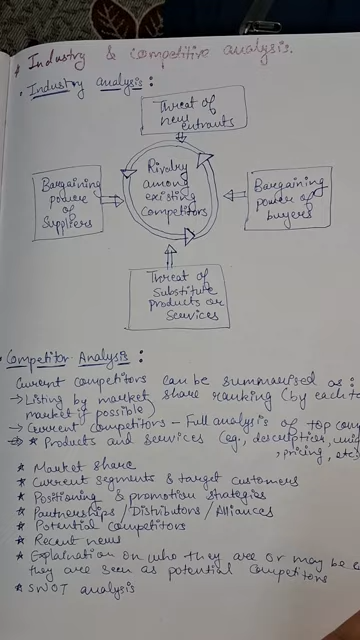 * Industry & Competitive analysis.
. Industry analysis :
Threat of
new
entrants
Bargaining
power
of
Suppliers
Rivalry
among
existing
competitors
Bargaining
power of
buyers
Threat of
Substitute
Products or
Services
. Competitor Analysis :
Current competitors can be summarised as :
→ Listing by market share ranking (by each
market if possible)
→ Current competitors - Full analysis of top
⇒ * Products and services (eg., description,
, pricing, etc
* Market share
* Current segments & target customers
* Positioning & promotion strategies
* Partnerships / Distributors / Alliances
* Potential competitors
* Recent news
* Explaination on who they are or may be
they are seen as potential competitors
* SWOT analysis